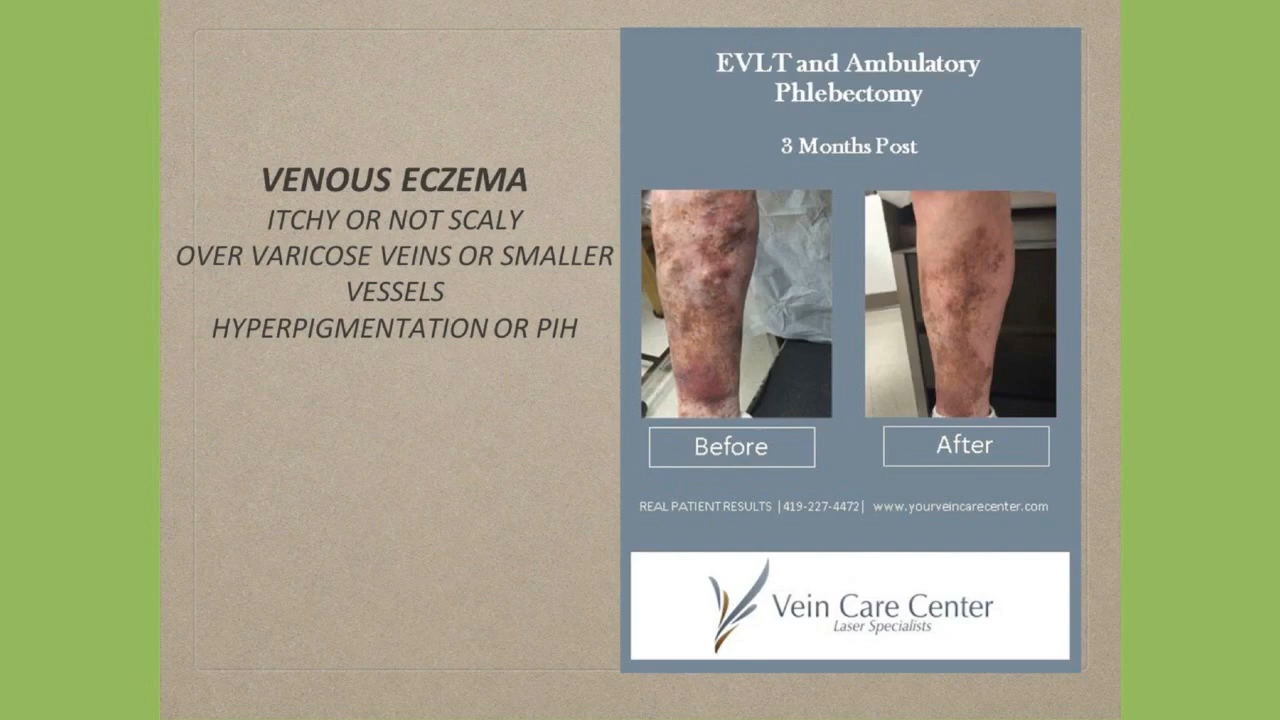 VENOUS ECZEMA
ITCHY OR NOT SCALY
OVER VARICOSE VEINS OR SMALLER
VESSELS
HYPERPIGMENTATION OR PIH
EVLT and Ambulatory
Phlebectomy
3 Months Post
Before
After
REAL PATIENT RESULTS |419-227-4472| www.yourveincarecenter.com
Vein Care Center
Laser Specialists